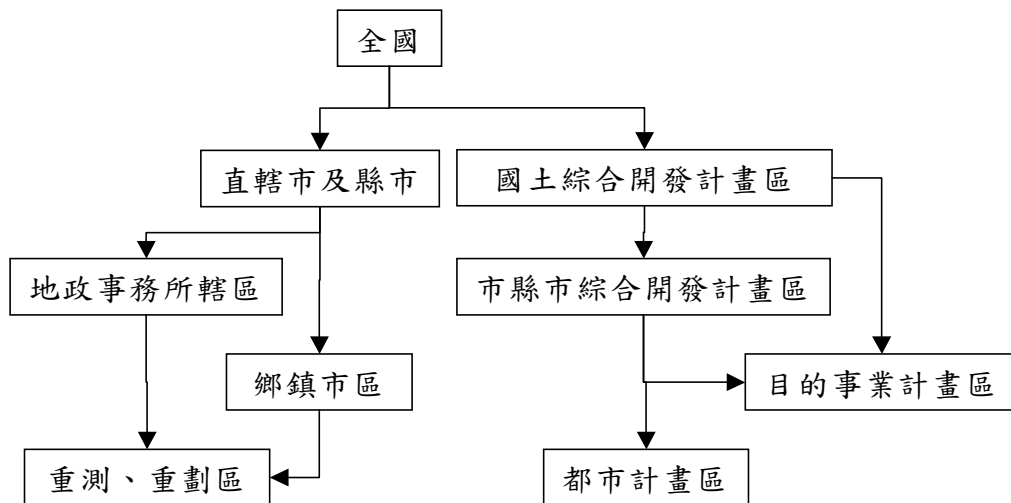 全國
直轄市及縣市
國土綜合開發計畫區
地政事務所轄區
市縣市綜合開發計畫區
鄉鎮市區
目的事業計畫區
重測、重劃區
都市計畫區